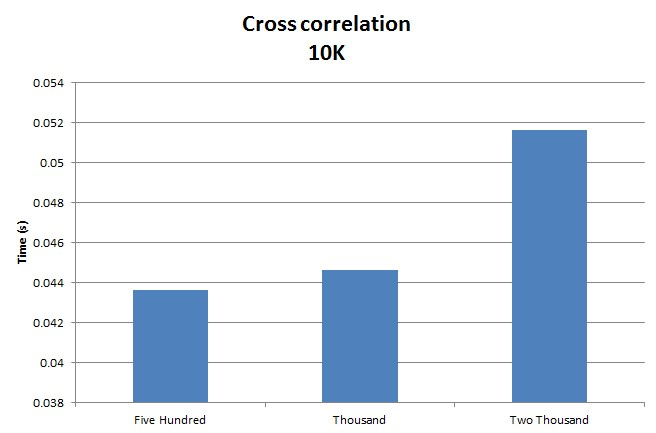 Cross correlation
10K
0.054
0.052
0.05
0.048
0.046
0.044
0.042
0.04
0.038
Time (s)
Five Hundred
Thousand
Two Thousand